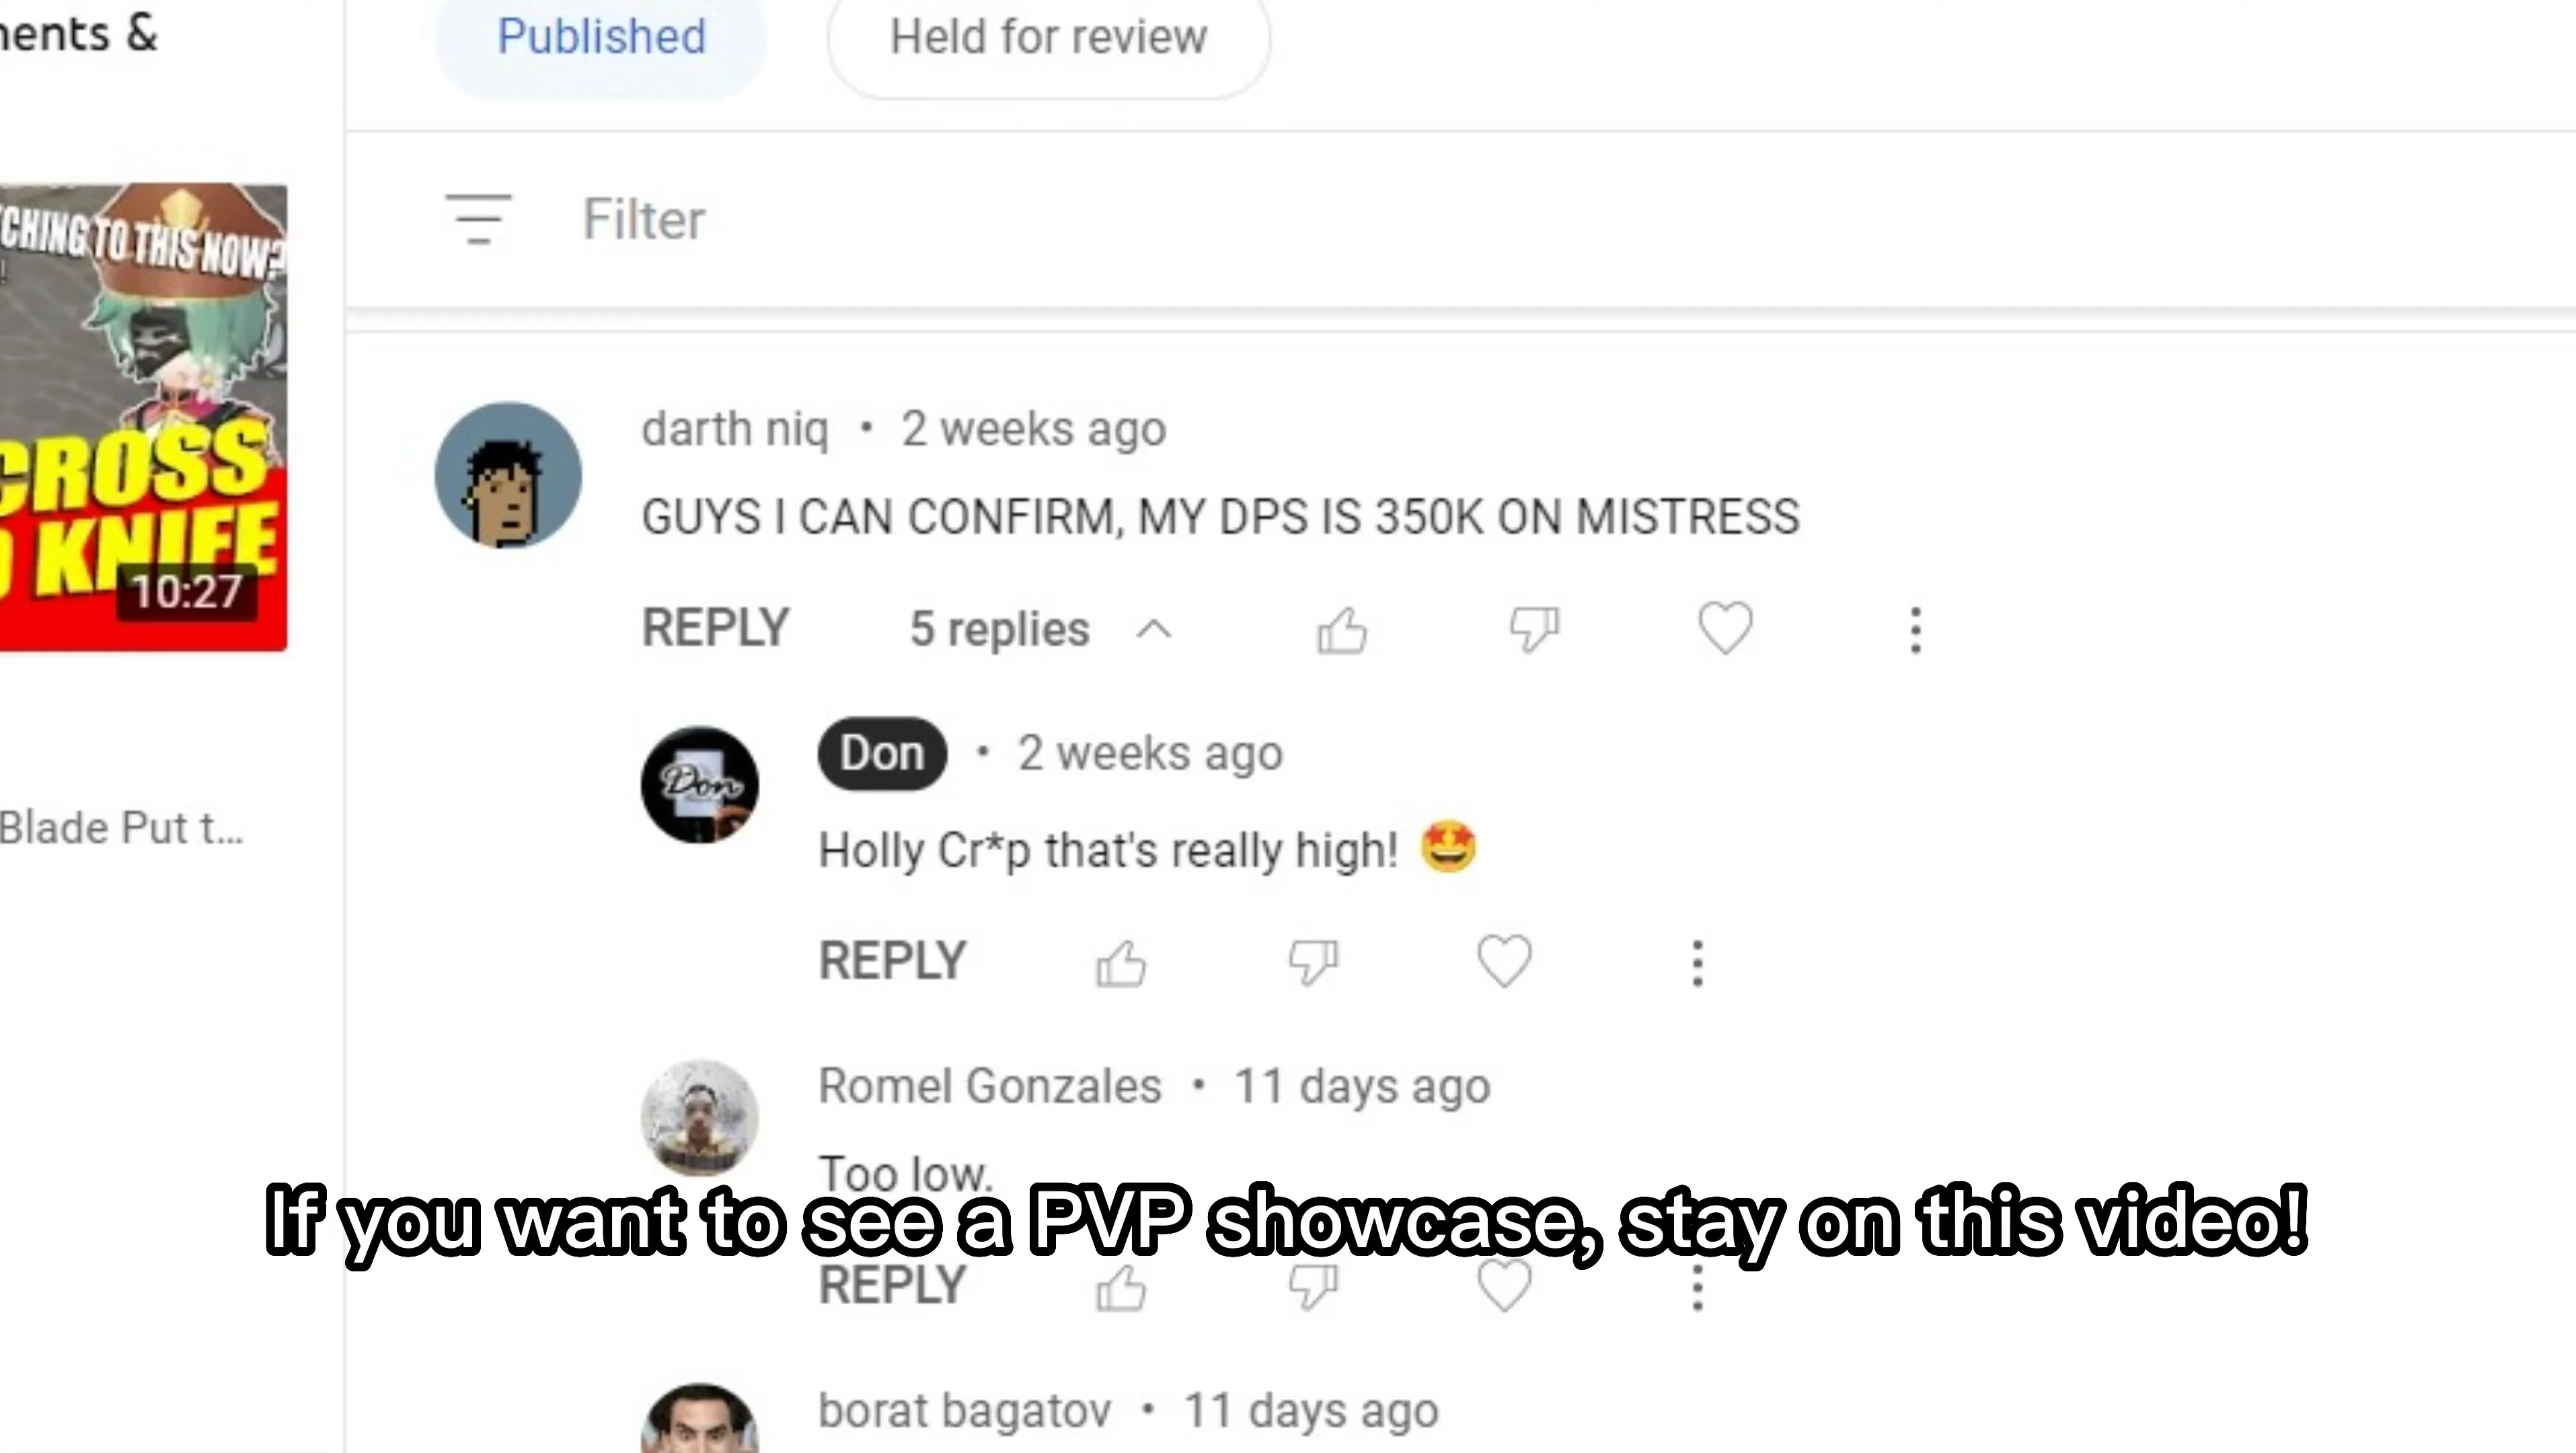 ments &
Published
Held for review
Filter
CHING TO THIS NOW?
CROSS
KNIFE
10:27
Blade Put t...
darth niq • 2 weeks ago
GUYS I CAN CONFIRM, MY DPS IS 350K ON MISTRESS
REPLY
5 replies
Don
Don • 2 weeks ago
Holly Cr*p that's really high! 🤩
REPLY
Romel Gonzales • 11 days ago
Too low.
If you want to see a PVP showcase, stay on this video!
REPLY
borat bagatov • 11 days ago